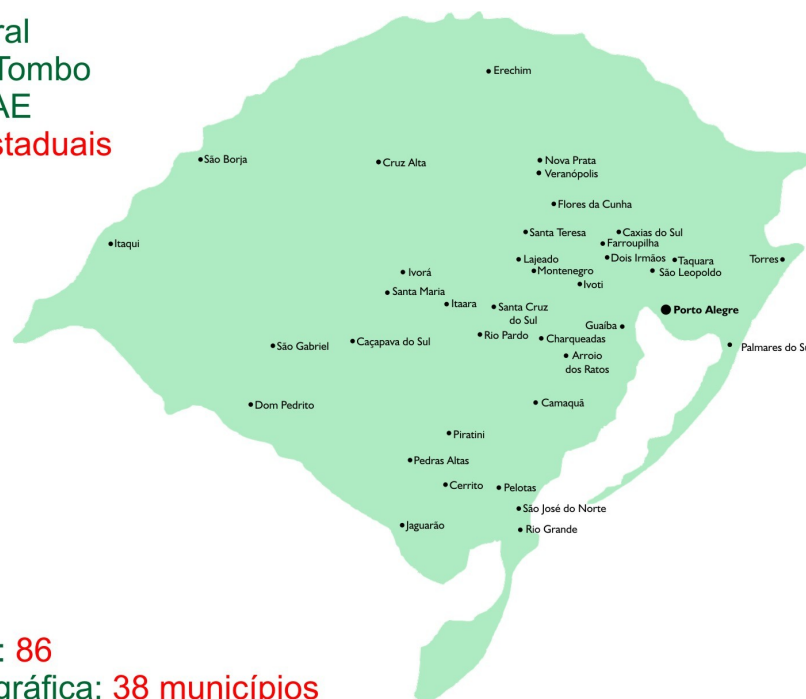 ral
Tombo
AE
staduais
Erechim
São Borja
Cruz Alta
Nova Prata
Veranópolis
Flores da Cunha
Santa Teresa
Caxias do Sul
Farroupilha
Itaqui
Lajeado
Dois Irmãos
Taquara
Torres
Ivorá
Montenegro
São Leopoldo
Ivoti
Santa Maria
Itaara
Santa Cruz
do Sul
Porto Alegre
Guaíba
Rio Pardo
Charqueadas
São Gabriel
Caçapava do Sul
Palmares do Su
Arroio
dos Ratos
Dom Pedrito
Camaquã
Piratini
Pedras Altas
Cerrito
Pelotas
São José do Norte
Jaguarão
Rio Grande
: 86
gráfica: 38 municípios